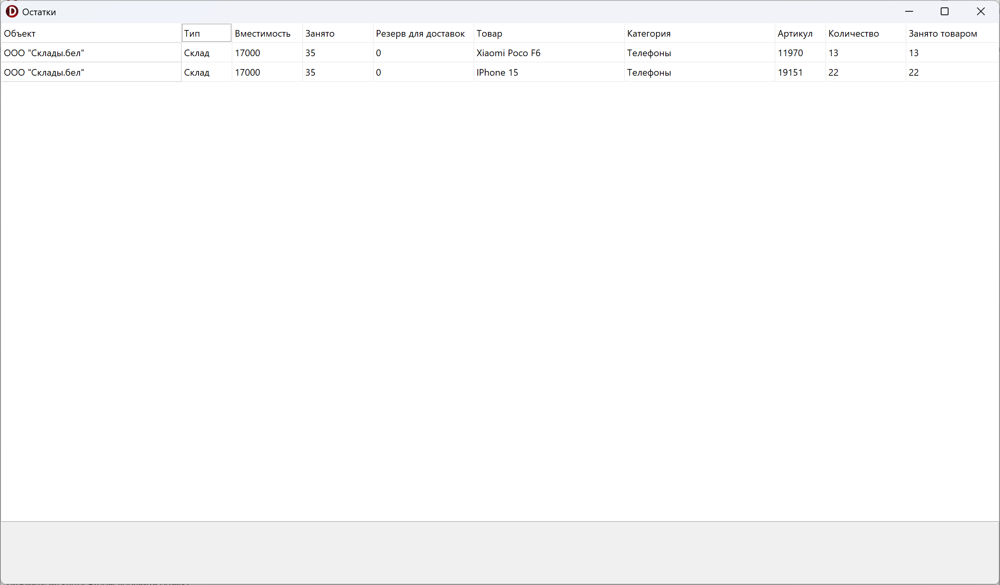 Остатки
Объект Тип Вместимость Занято Резерв для доставок Товар Категория Артикул Количество Занято товаром
ООО "Склады.бел" Склад 17000 35 0 Xiaomi Poco F6 Телефоны 11970 13 13
ООО "Склады.бел" Склад 17000 35 0 IPhone 15 Телефоны 19151 22 22